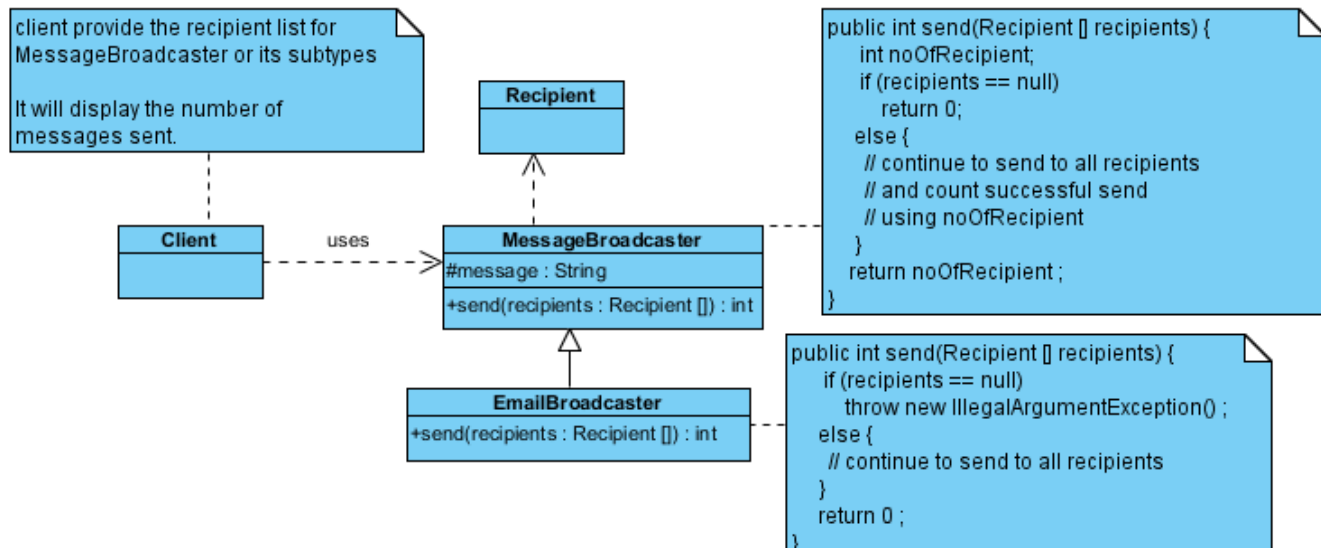 client provide the recipient list for
MessageBroadcaster or its subtypes
It will display the number of
messages sent.
Recipient
public int send(Recipient [] recipients) {
int noOfRecipient;
if (recipients == null)
return 0;
else {
// continue to send to all recipients
// and count successful send
// using noOfRecipient
}
return noOfRecipient ;
}
Client
uses
MessageBroadcaster
#message : String
+send(recipients : Recipient []) : int
EmailBroadcaster
+send(recipients : Recipient []) : int
public int send(Recipient [] recipients) {
if (recipients == null)
throw new IllegalArgumentException() ;
else {
// continue to send to all recipients
}
return 0 ;
}